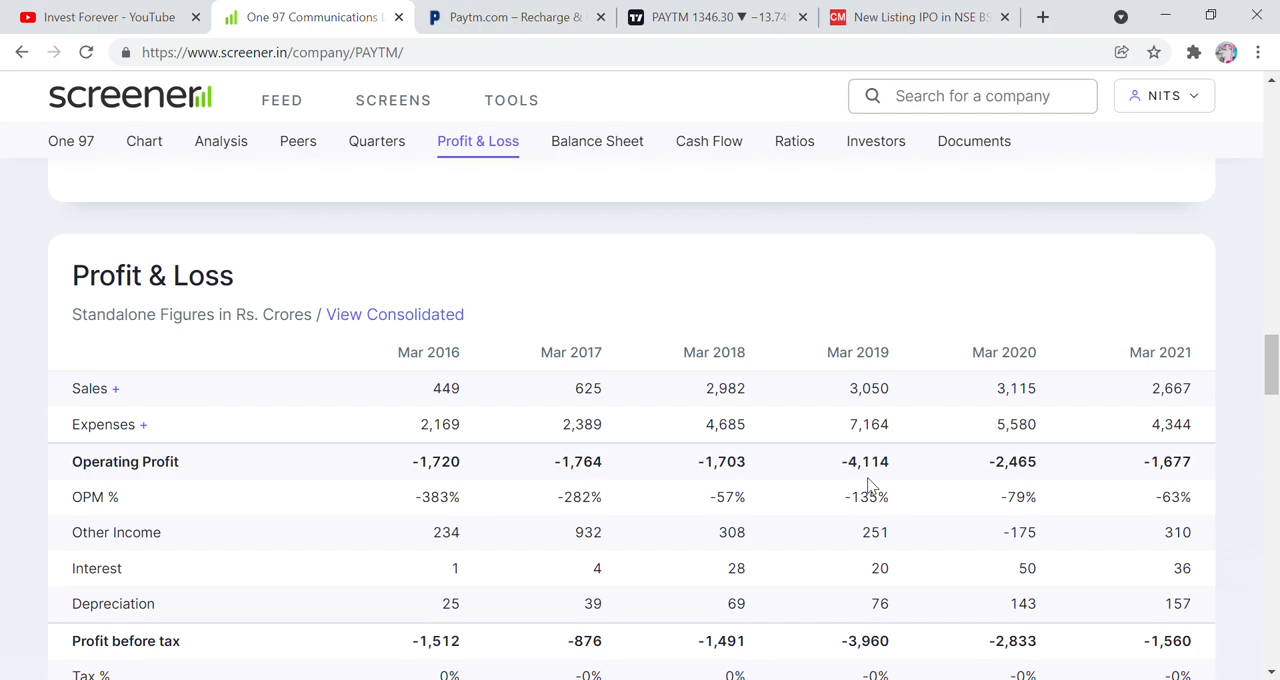 Invest Forever - YouTube
One 97 Communications L
Paytm.com – Recharge &
PAYTM 1346.30 ▼ −13.74%
New Listing IPO in NSE BS
https://www.screener.in/company/PAYTM/
screener
FEED SCREENS TOOLS
Search for a company
NITS
One 97 Chart Analysis Peers Quarters Profit & Loss Balance Sheet Cash Flow Ratios Investors Documents
Profit & Loss
Standalone Figures in Rs. Crores / View Consolidated
Mar 2016 Mar 2017 Mar 2018 Mar 2019 Mar 2020 Mar 2021
Sales + 449 625 2,982 3,050 3,115 2,667
Expenses + 2,169 2,389 4,685 7,164 5,580 4,344
Operating Profit -1,720 -1,764 -1,703 -4,114 -2,465 -1,677
OPM % -383% -282% -57% -135% -79% -63%
Other Income 234 932 308 251 -175 310
Interest 1 4 28 20 50 36
Depreciation 25 39 69 76 143 157
Profit before tax -1,512 -876 -1,491 -3,960 -2,833 -1,560
Tax % 0% -0% 0% -0% -0% -0%